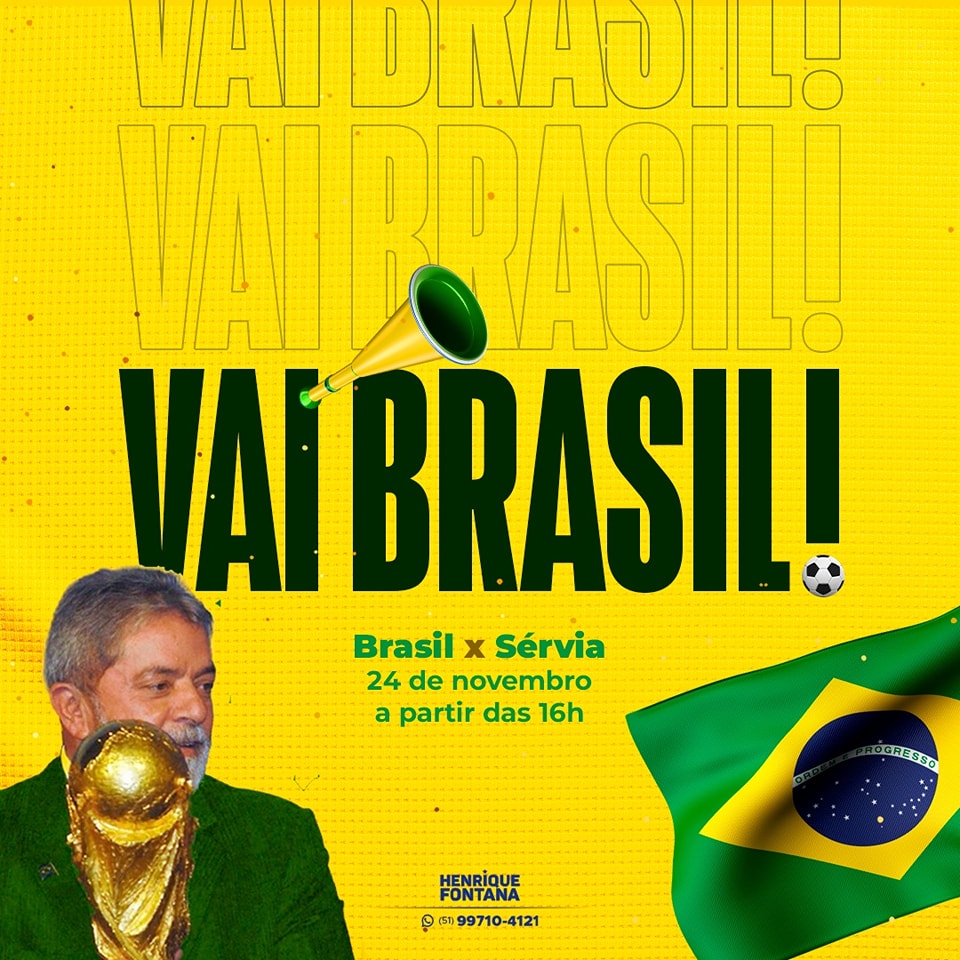 VAI BRASIL!
VAI BRASIL!
VAI BRASIL!
Brasil x Sérvia
24 de novembro
a partir das 16h
ORDEM E PROGRESSO
HENRIQUE
FONTANA
(51) 99710-4121